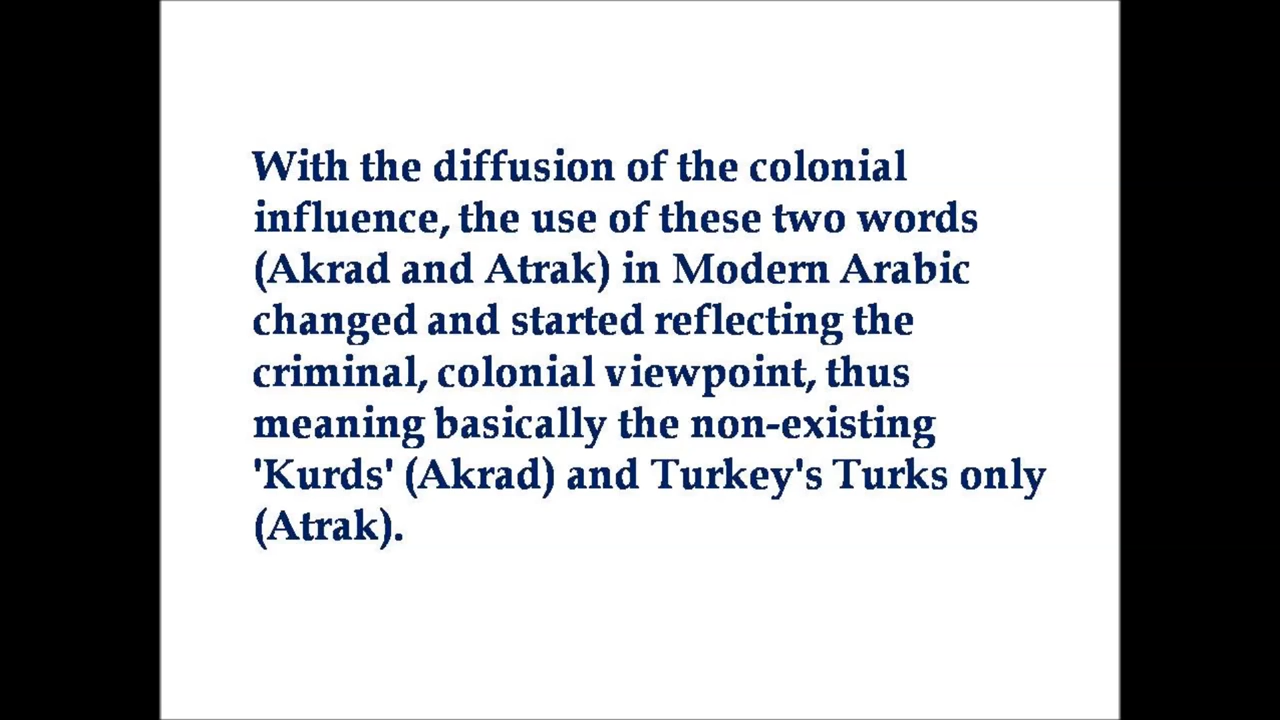 With the diffusion of the colonial
influence, the use of these two words
(Akrad and Atrak) in Modern Arabic
changed and started reflecting the
criminal, colonial viewpoint, thus
meaning basically the non-existing
'Kurds' (Akrad) and Turkey's Turks only
(Atrak).